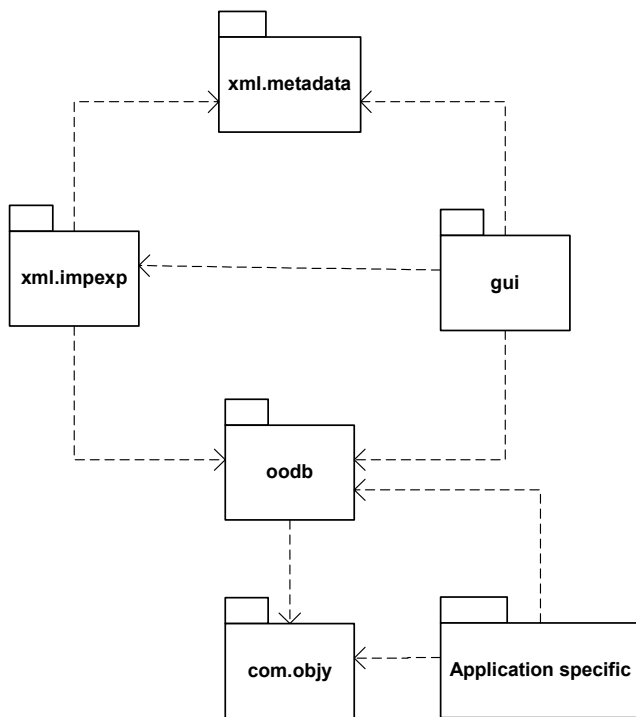 xml.metadata
xml.impexp
gui
oodb
com.objy
Application specific